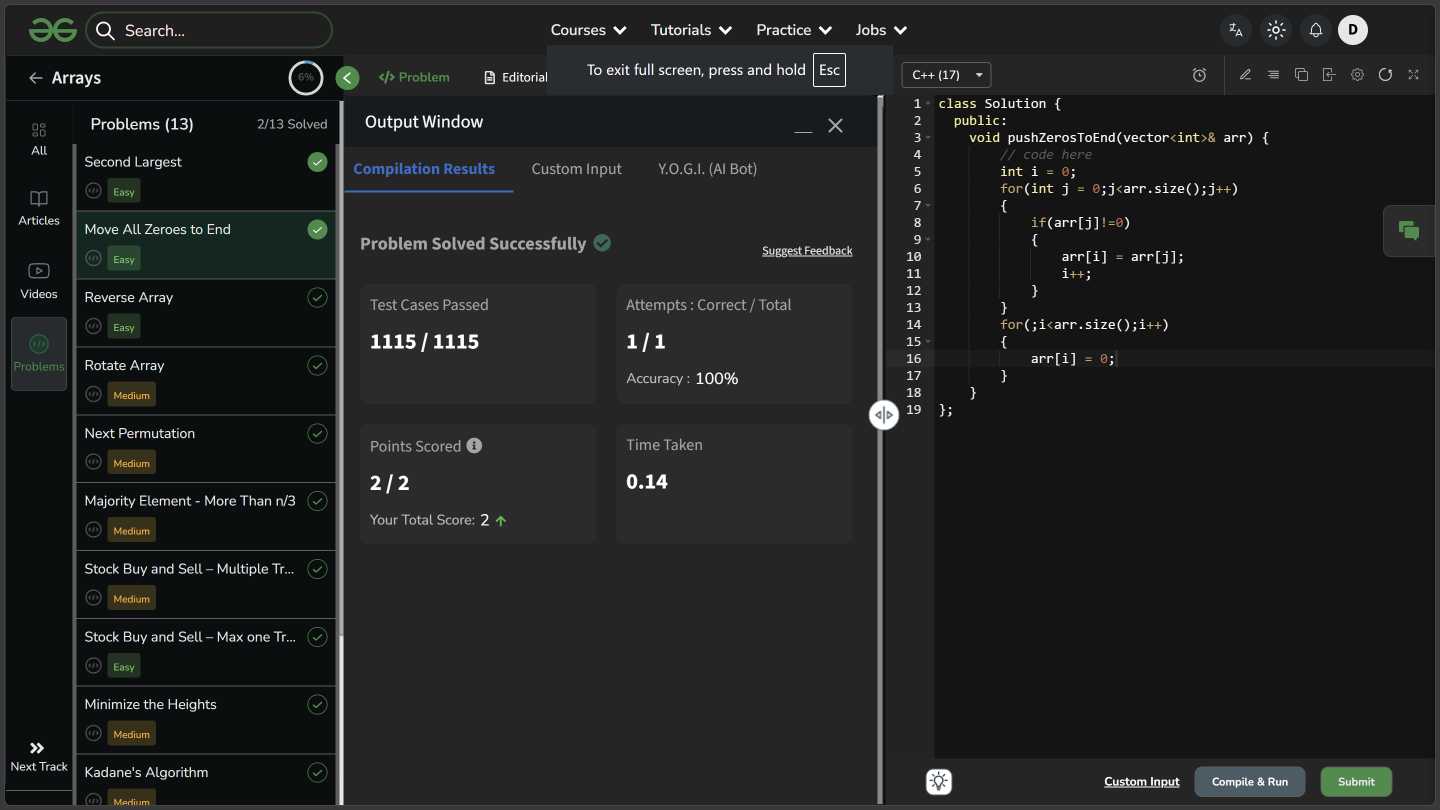 Search...
Courses
Tutorials
Practice
Jobs
D
Arrays
6%
Problem
Editorial
To exit full screen, press and hold Esc
C++ (17)
All
Articles
Videos
Problems
Next Track
Problems (13)
2/13 Solved
Second Largest
Easy
Move All Zeroes to End
Easy
Reverse Array
Easy
Rotate Array
Medium
Next Permutation
Medium
Majority Element - More Than n/3
Medium
Stock Buy and Sell – Multiple Tr...
Medium
Stock Buy and Sell – Max one Tr...
Easy
Minimize the Heights
Medium
Kadane's Algorithm
Medium
Output Window
Compilation Results
Custom Input
Y.O.G.I. (AI Bot)
Problem Solved Successfully
Suggest Feedback
Test Cases Passed
1115 / 1115
Attempts : Correct / Total
1 / 1
Accuracy : 100%
Points Scored
2 / 2
Your Total Score: 2
Time Taken
0.14
1 class Solution {
2 public:
3 void pushZerosToEnd(vector<int>& arr) {
4 // code here
5 int i = 0;
6 for(int j = 0;j<arr.size();j++)
7 {
8 if(arr[j]!=0)
9 {
10 arr[i] = arr[j];
11 i++;
12 }
13 }
14 for(;i<arr.size();i++)
15 {
16 arr[i] = 0;
17 }
18 }
19 };
Custom Input
Compile & Run
Submit